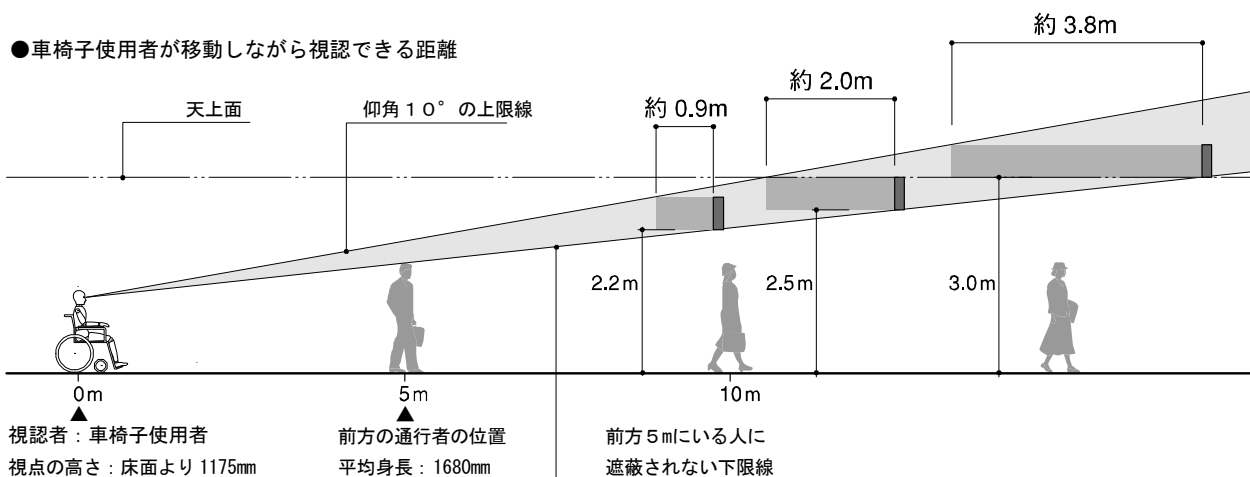 ●車椅子使用者が移動しながら視認できる距離
約 3.8m
約 2.0m
約 0.9m
天上面
仰角１０°の上限線
2.2m
2.5m
3.0m
0m
5m
10m
視認者：車椅子使用者
視点の高さ：床面より 1175mm
前方の通行者の位置
平均身長：1680mm
前方５mにいる人に
遮蔽されない下限線